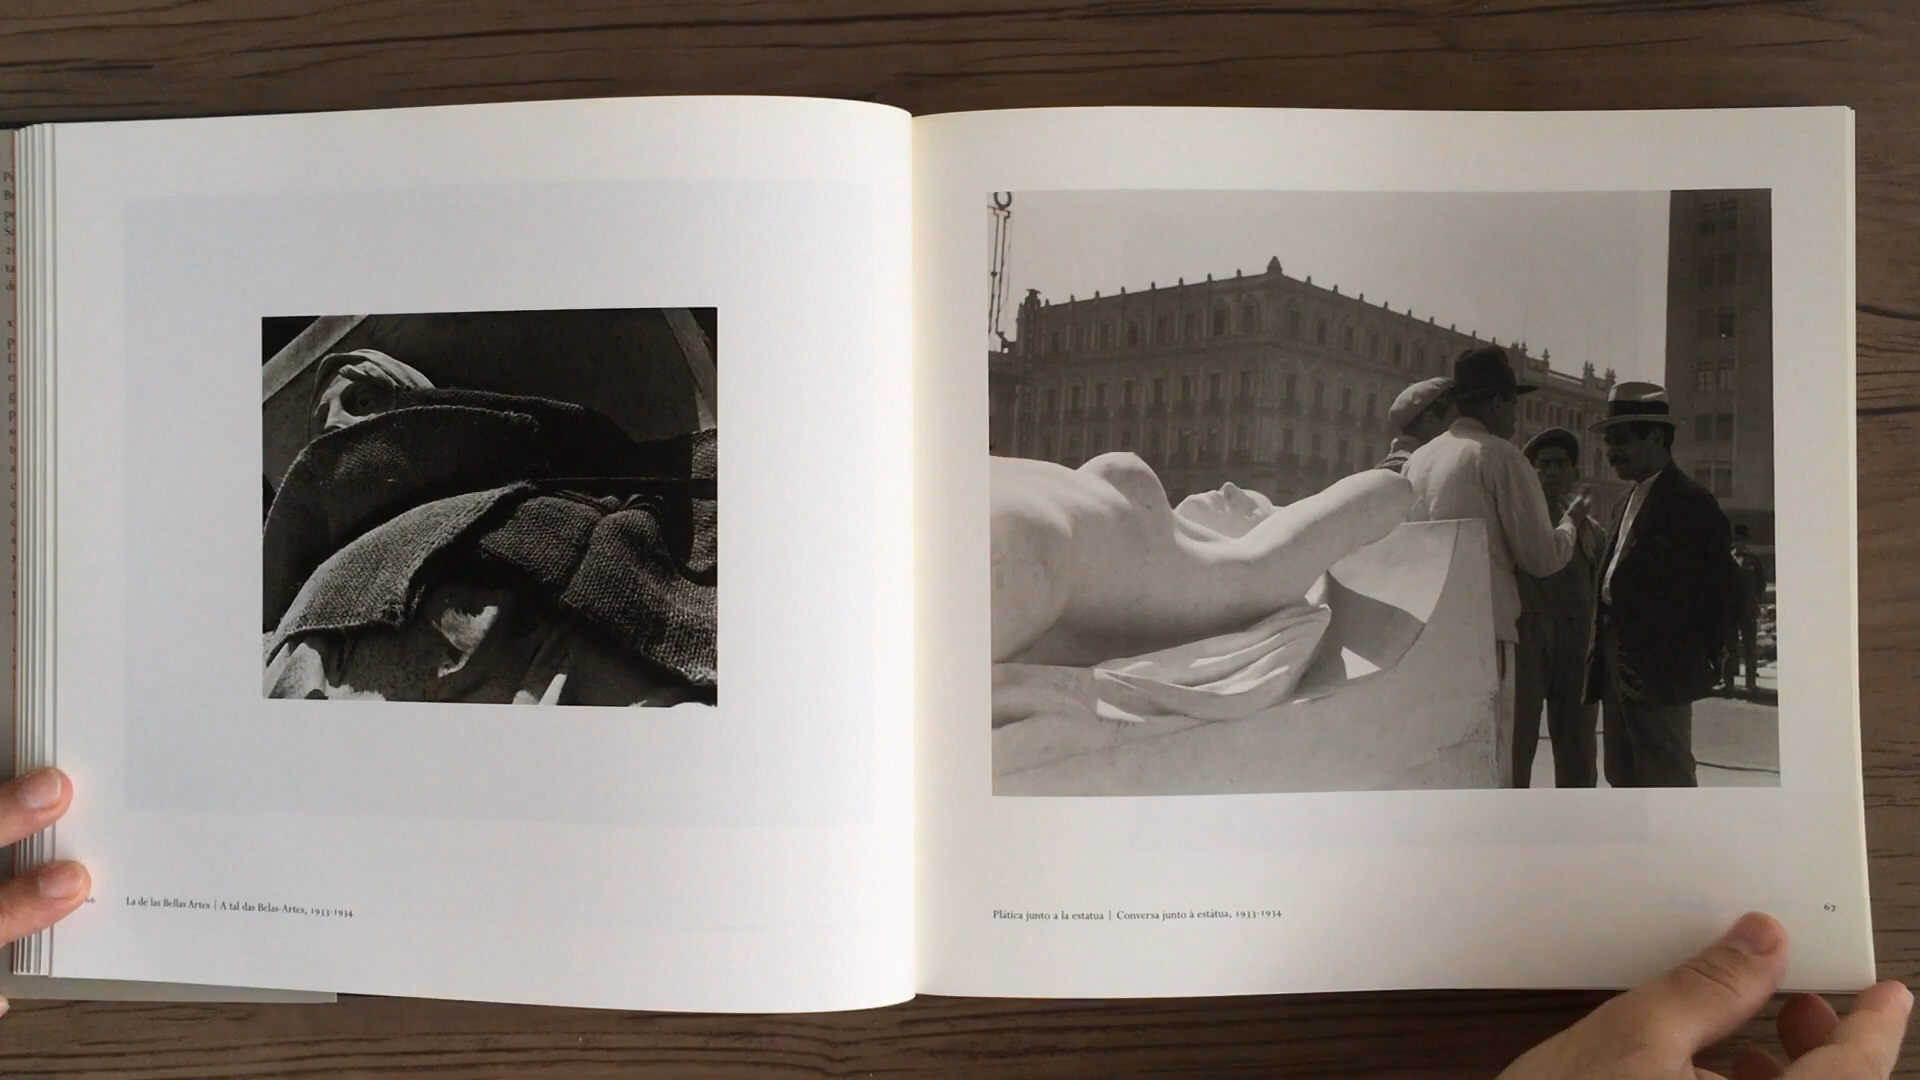 66
La de las Bellas Artes | A tal das Belas-Artes, 1933-1934
Plática junto a la estatua | Conversa junto à estátua, 1933-1934
67